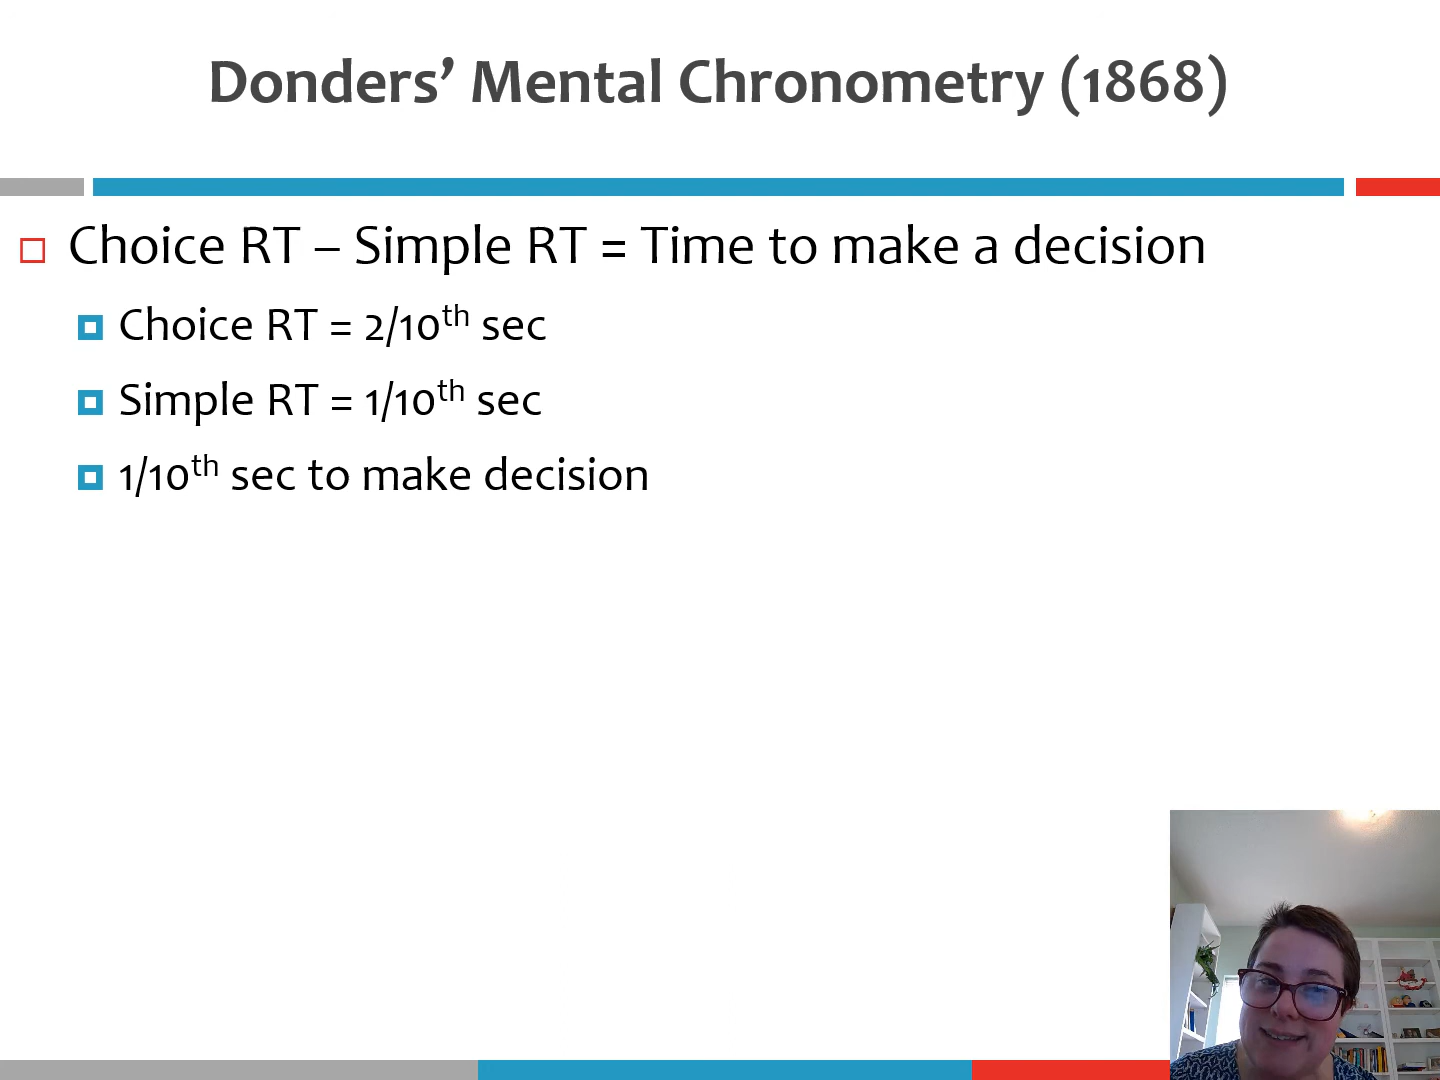 Donders’ Mental Chronometry (1868)
Choice RT – Simple RT = Time to make a decision
Choice RT = 2/10th sec
Simple RT = 1/10th sec
1/10th sec to make decision